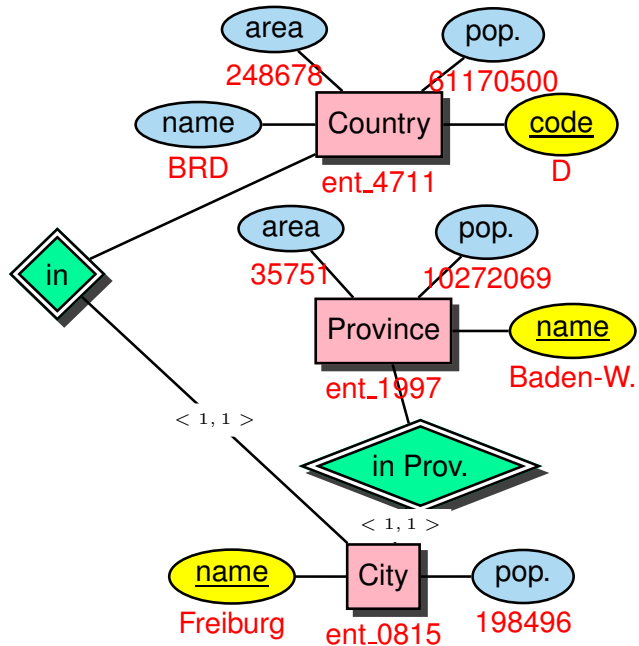 area
pop.
248678
61170500
name
Country
code
BRD
ent_4711
D
area
pop.
in
35751
10272069
Province
name
ent_1997
Baden-W.
< 1, 1 >
in Prov.
< 1, 1 >
name
City
pop.
Freiburg
ent_0815
198496